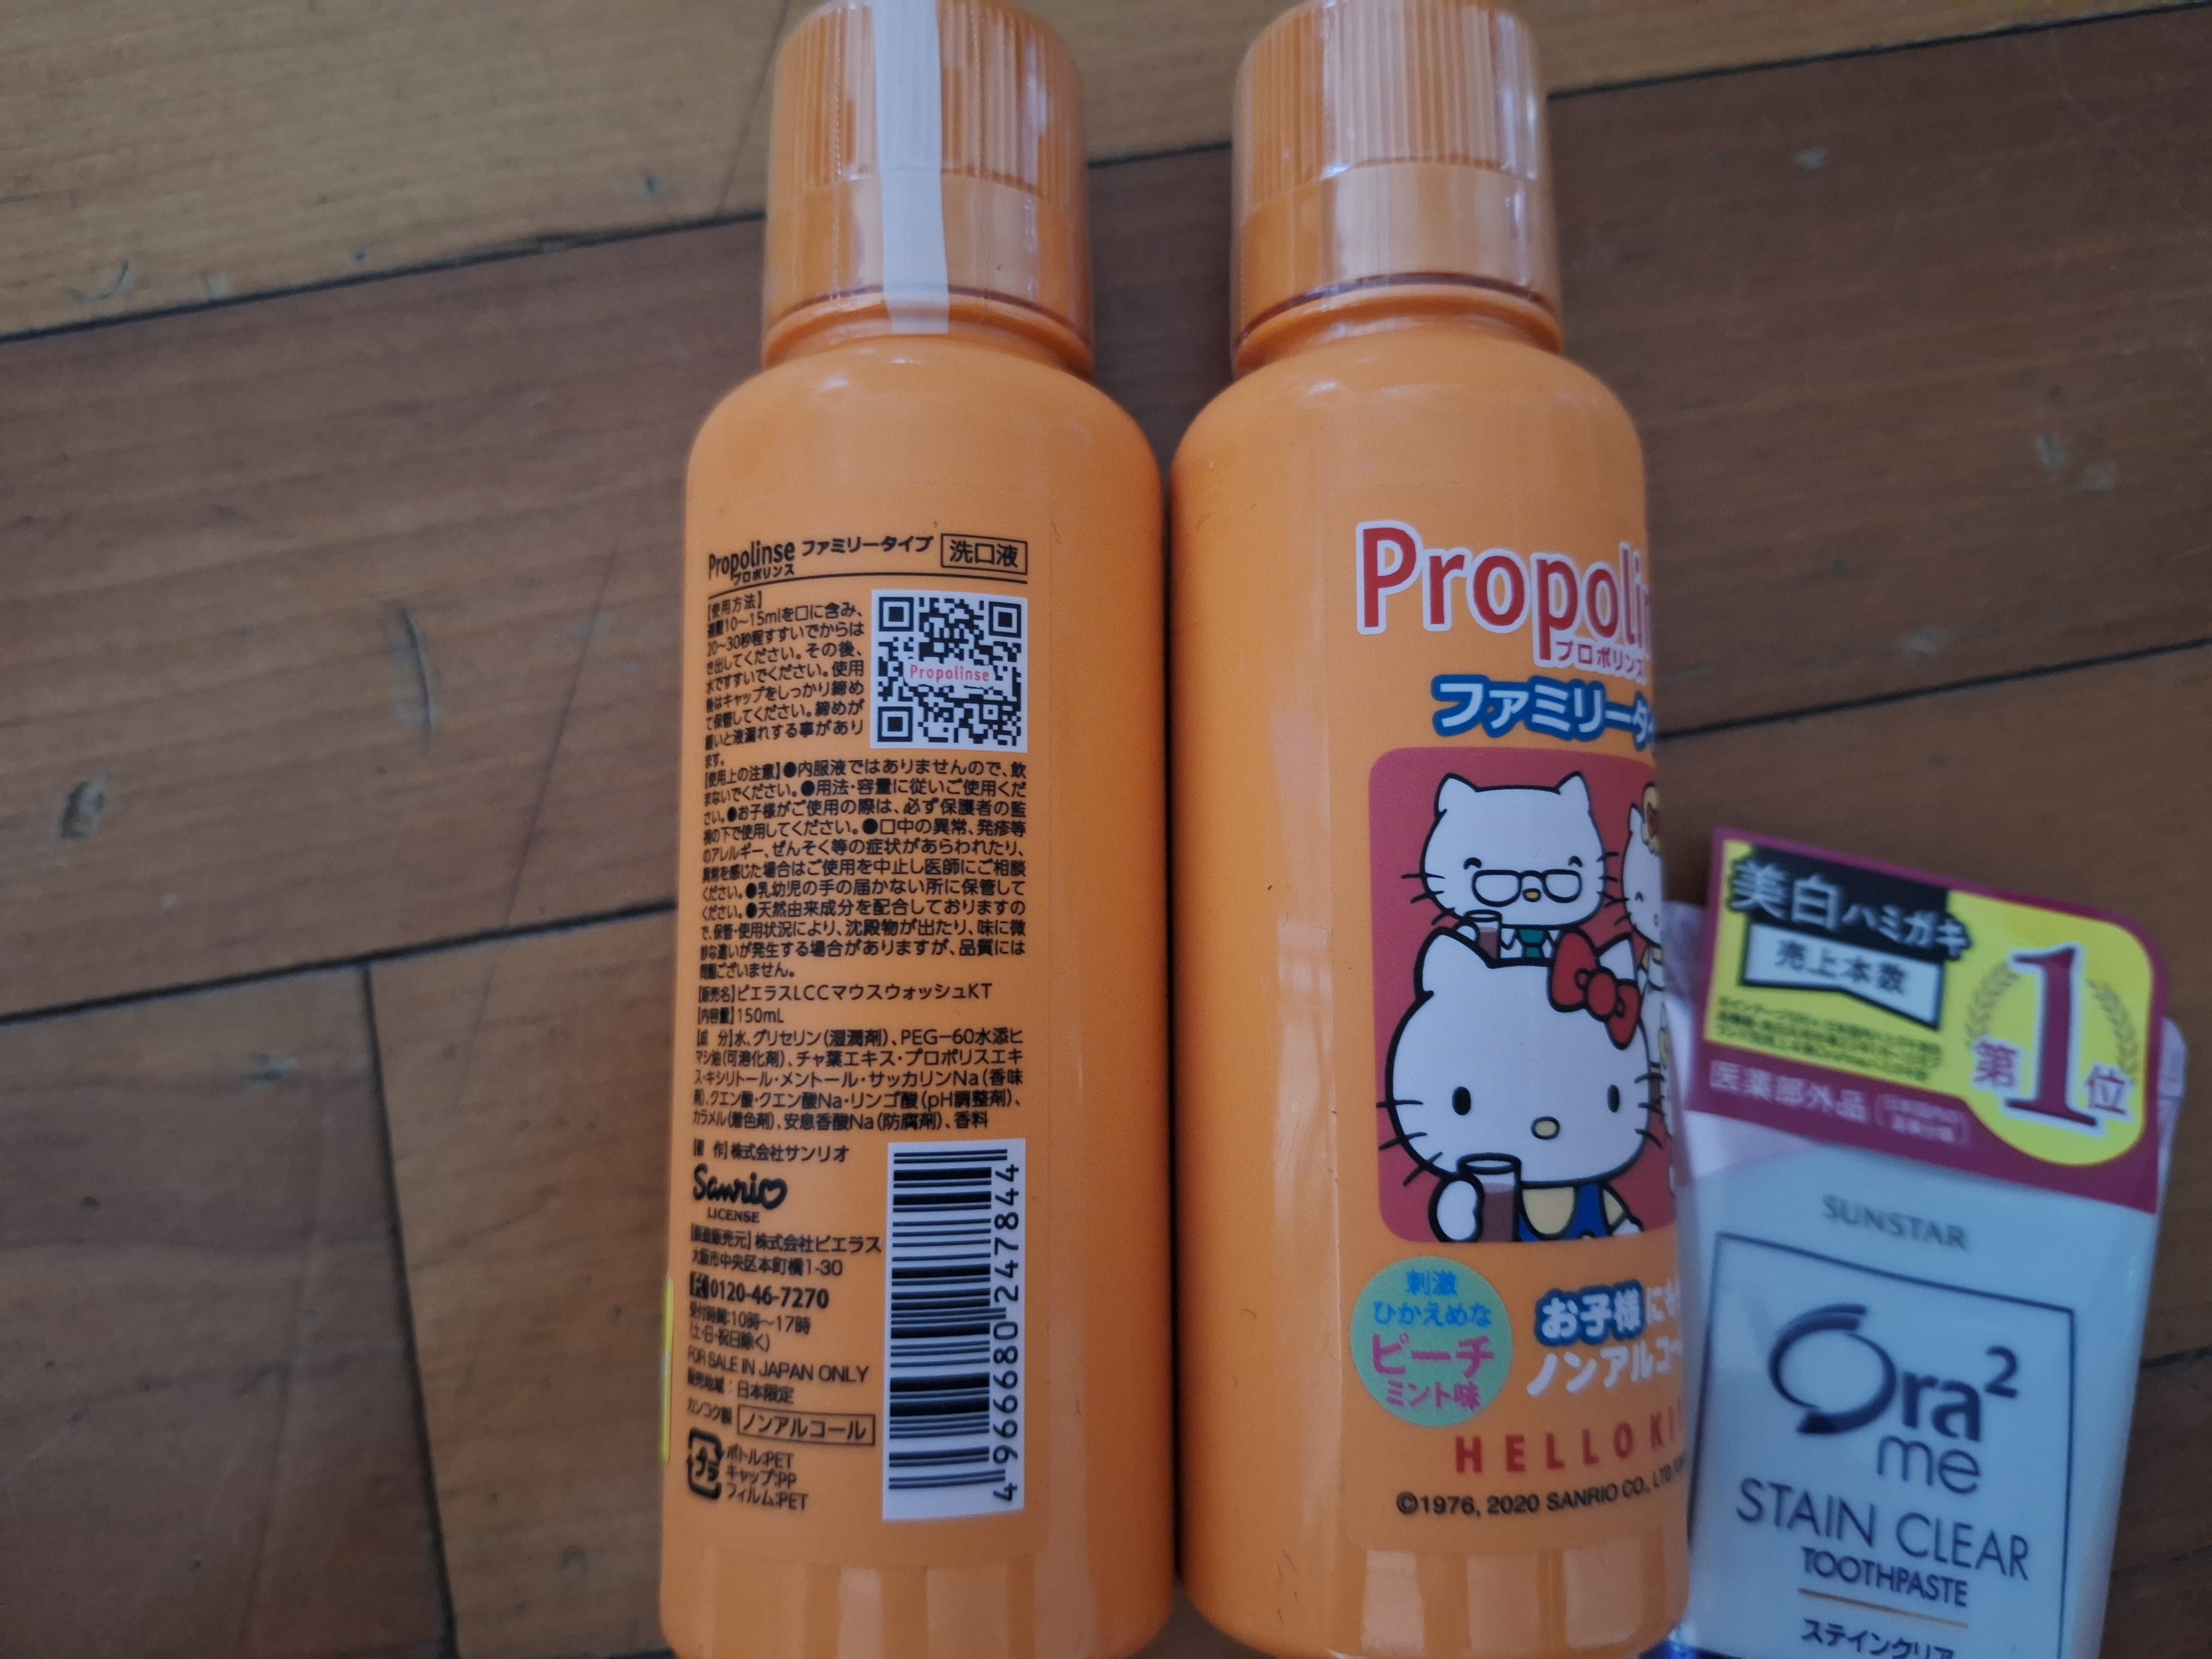 Propolinse ファミリータイプ 洗口液
プロポリンス
【使用方法】
適量10～15mlを口に含み、
20～30秒程すすいでからは
き出してください。その後、
水ですすいでください。使用
後はキャップをしっかり締め
て保管してください。締めが
緩いと液漏れする事があり
ます。
Propolinse
【使用上の注意】●内服液ではありませんので、飲
まないでください。●用法・容量に従いご使用くだ
さい。●お子様がご使用の際は、必ず保護者の監
視の下で使用してください。●口中の異常、発疹等
のアレルギー、ぜんそく等の症状があらわれたり、
異常を感じた場合はご使用を中止し医師にご相談
ください。●乳幼児の手の届かない所に保管して
ください。●天然由来成分を配合しておりますの
で、保管・使用状況により、沈殿物が出たり、味に微
妙な違いが発生する場合がありますが、品質には
問題ございません。
【販売名】ピエラスLCCマウスウォッシュKT
【内容量】150mL
【成 分】水、グリセリン（湿潤剤）、PEG－60水添ヒ
マシ油（可溶化剤）、チャ葉エキス・プロポリスエキ
ス・キシリトール・メントール・サッカリンNa（香味
剤）、クエン酸・クエン酸Na・リンゴ酸（pH調整剤）、
カラメル（着色剤）、安息香酸Na（防腐剤）、香料
【著 作】株式会社サンリオ
Sanrio
LICENSE
【製造販売元】株式会社ピエラス
大阪市中央区本町橋1-30
0120-46-7270
受付時間：10時～17時
（土・日・祝日除く）
FOR SALE IN JAPAN ONLY
販売地域：日本限定
カンコク製 ノンアルコール
プラ
ボトル:PET
キャップ:PP
フィルム:PET
4966680247844
Propolin
プロポリンス
ファミリータイ
刺激
ひかえめな
ピーチ
ミント味
お子様にも
ノンアルコー
HELLO KI
©1976, 2020 SANRIO CO., LTD.
美白ハミガキ
売上本数
第1位
医薬部外品
SUNSTAR
Ora2
me
STAIN CLEAR
TOOTHPASTE
ステインクリア